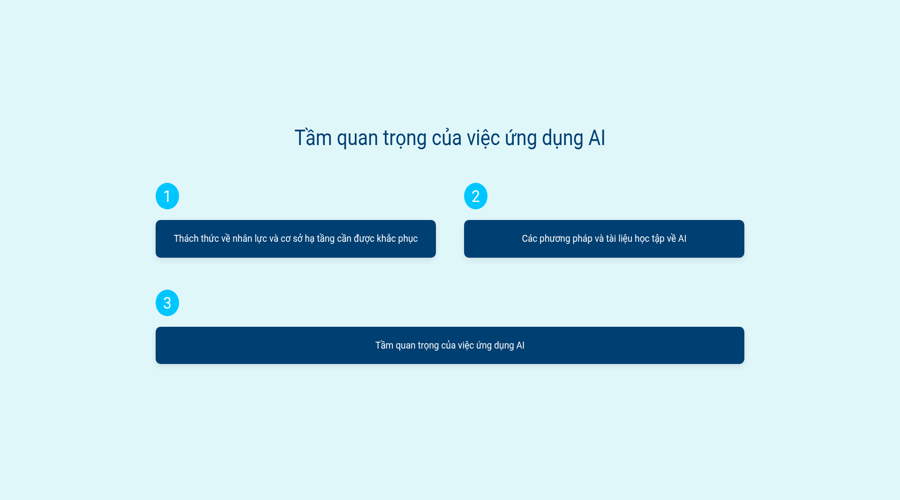 Tầm quan trọng của việc ứng dụng AI
1
Thách thức về nhân lực và cơ sở hạ tầng cần được khắc phục
2
Các phương pháp và tài liệu học tập về AI
3
Tầm quan trọng của việc ứng dụng AI